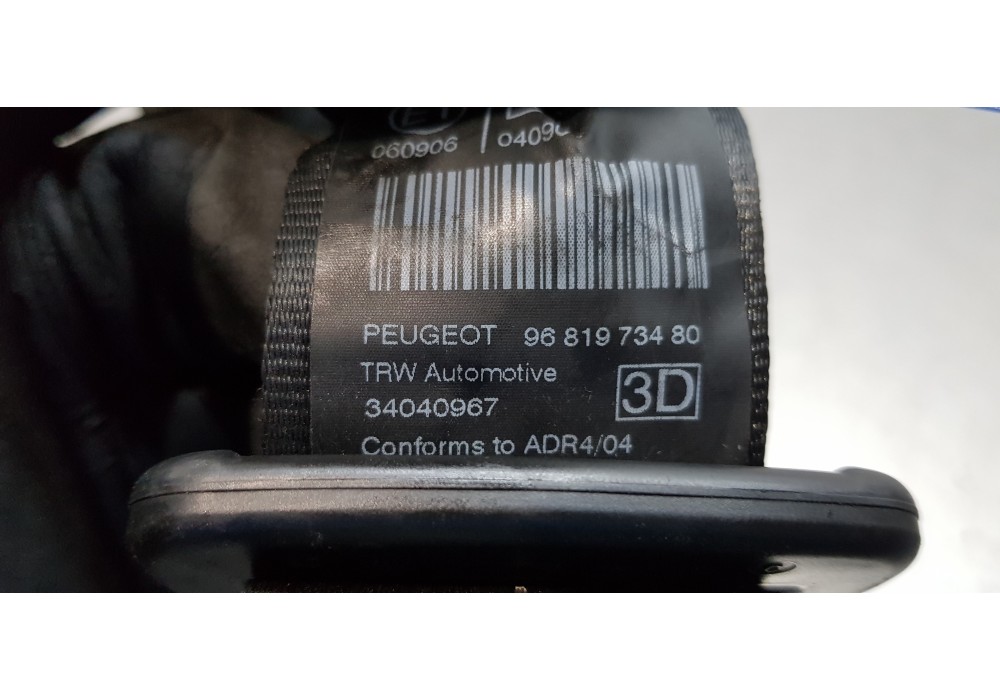 060906
PEUGEOT 96 819 734 80
TRW Automotive
34040967
3D
Conforms to ADR4/04